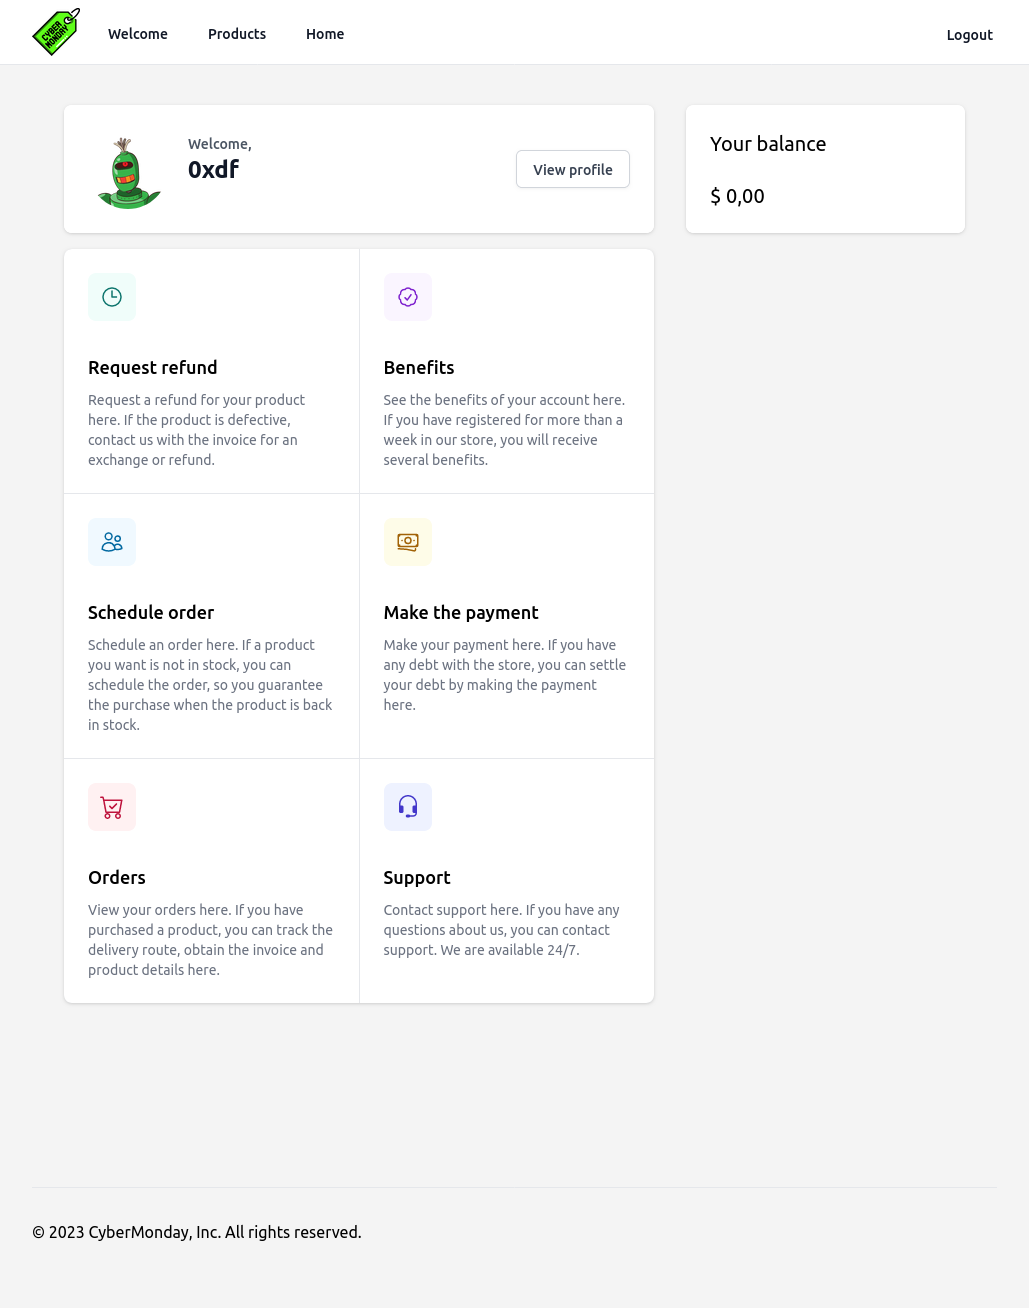 CYBER
MONDAY
Welcome
Products
Home
Logout
Welcome,
0xdf
View profile
Your balance
$ 0,00
Request refund
Request a refund for your product
here. If the product is defective,
contact us with the invoice for an
exchange or refund.
Benefits
See the benefits of your account here.
If you have registered for more than a
week in our store, you will receive
several benefits.
Schedule order
Schedule an order here. If a product
you want is not in stock, you can
schedule the order, so you guarantee
the purchase when the product is back
in stock.
Make the payment
Make your payment here. If you have
any debt with the store, you can settle
your debt by making the payment
here.
Orders
View your orders here. If you have
purchased a product, you can track the
delivery route, obtain the invoice and
product details here.
Support
Contact support here. If you have any
questions about us, you can contact
support. We are available 24/7.
© 2023 CyberMonday, Inc. All rights reserved.